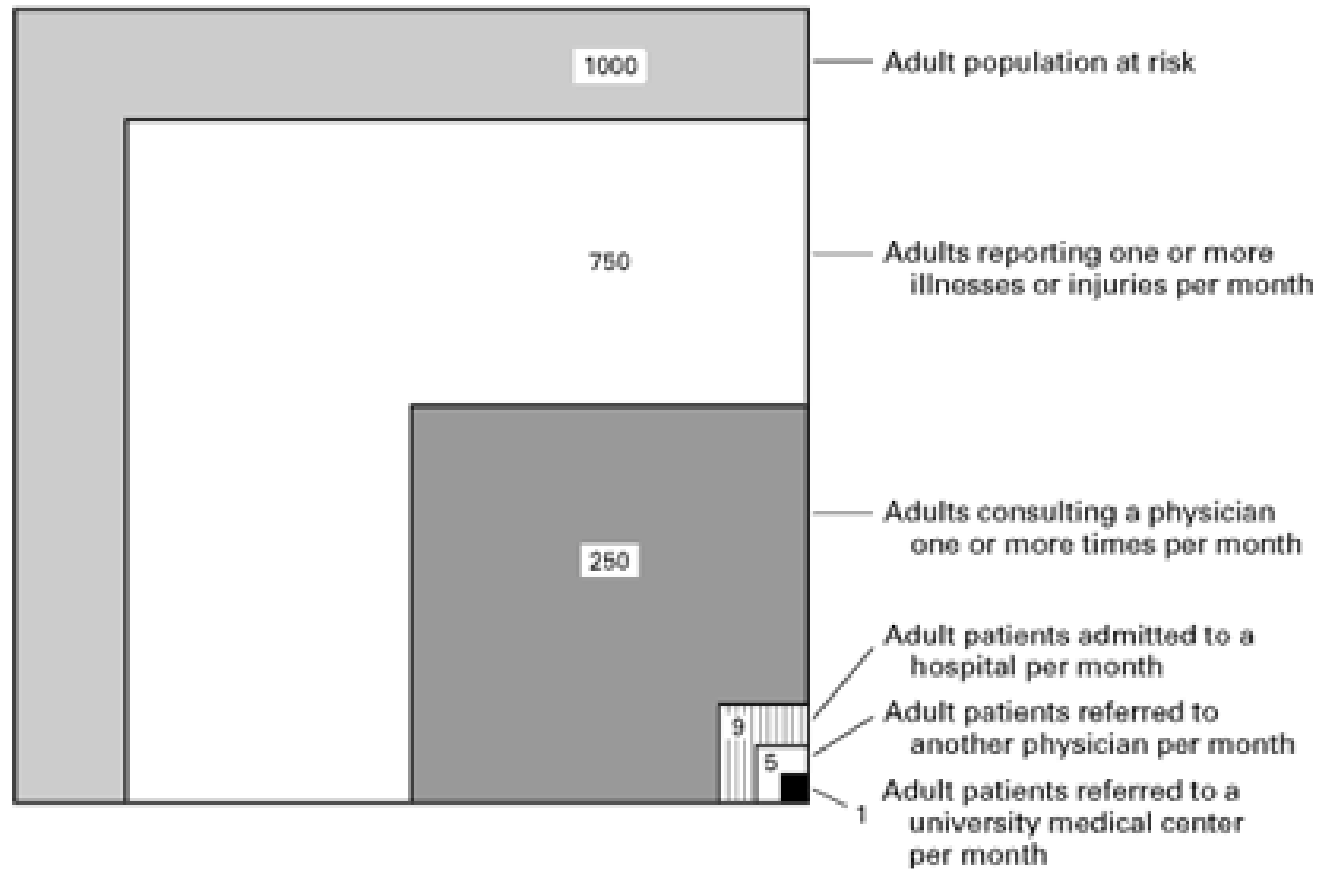 1000
Adult population at risk
750
Adults reporting one or more
illnesses or injuries per month
250
Adults consulting a physician
one or more times per month
Adult patients admitted to a
hospital per month
9
Adult patients referred to
another physician per month
5
1
Adult patients referred to a
university medical center
per month